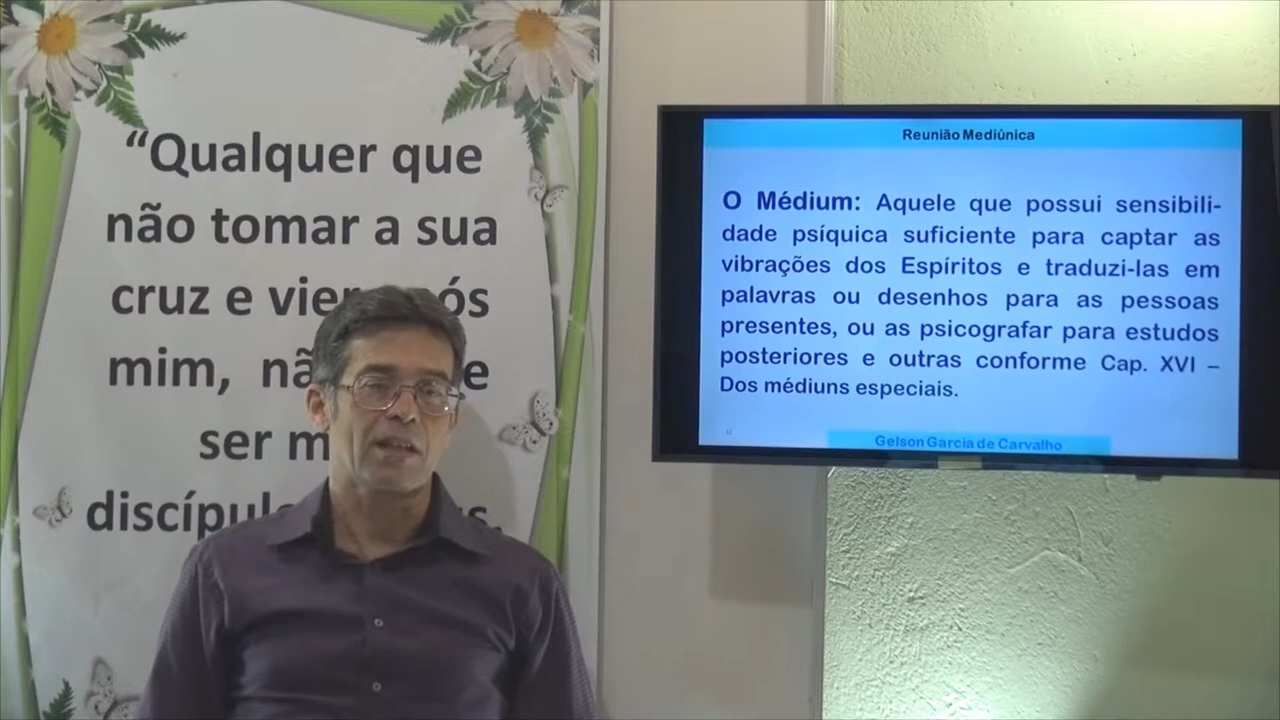 “Qualquer que
não tomar a sua
cruz e vier pós
mim,
ser
Reunião Mediúnica
O Médium: Aquele que possui sensibili-
dade psíquica suficiente para captar as
vibrações dos Espíritos e traduzi-las em
palavras ou desenhos para as pessoas
presentes, ou as psicografar para estudos
posteriores e outras conforme Cap. XVI –
Dos médiuns especiais.
Gelson Garcia de Carvalho